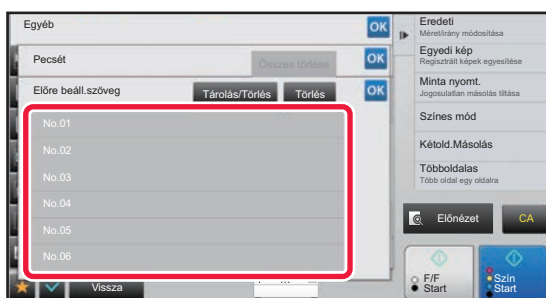 Egyéb
OK
Pecsét
Összes törlése
OK
Előre beáll.szöveg
Tárolás/Törlés
Törlés
OK
No.01
No.02
No.03
No.04
No.05
No.06
Vissza
Eredeti
Méret/irány módosítása
Egyedi kép
Regisztrált képek egyesítése
Minta nyomt.
Jogosulatlan másolás tiltása
Színes mód
Kétold.Másolás
Többoldalas
Több oldal egy oldalra
Előnézet
CA
F/F
Start
Szín
Start